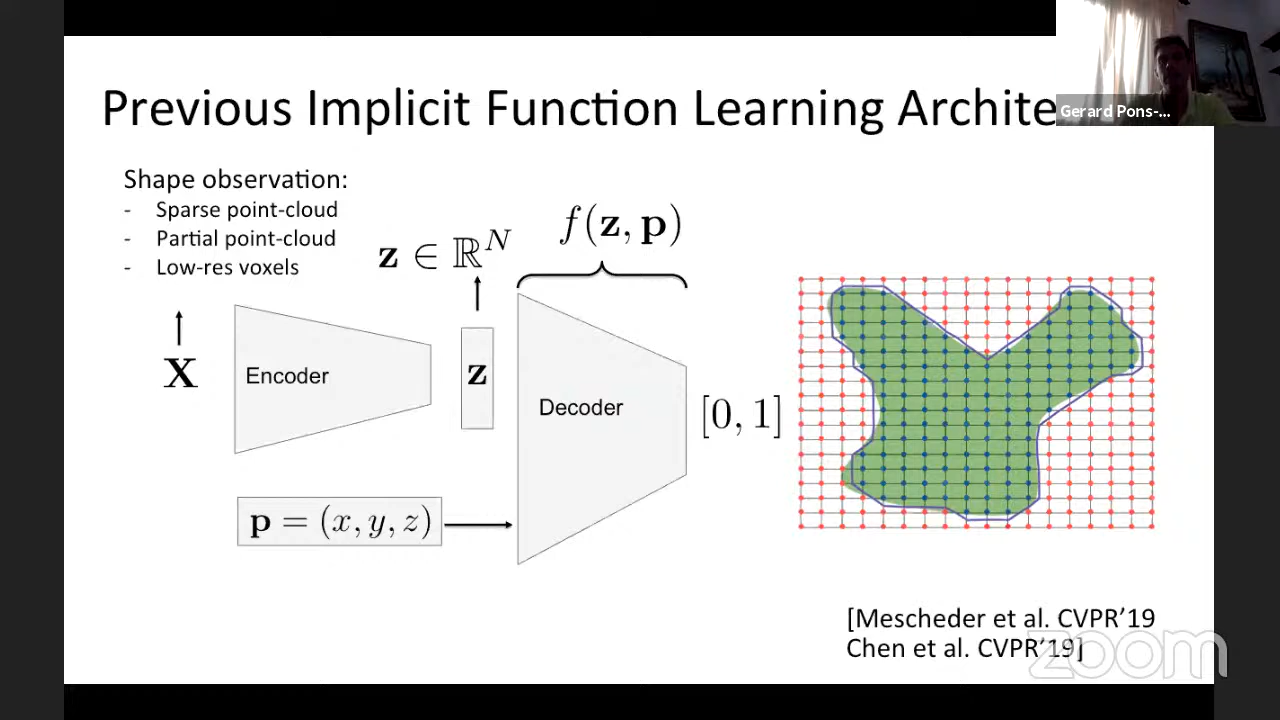 Previous Implicit Function Learning Archite
Gerard Pons-...
Shape observation:
- Sparse point-cloud
- Partial point-cloud
- Low-res voxels
z ∈ ℝ^N
f(z, p)
X
Encoder
z
Decoder
[0, 1]
p = (x, y, z)
[Mescheder et al. CVPR’19
Chen et al. CVPR’19]
zoom